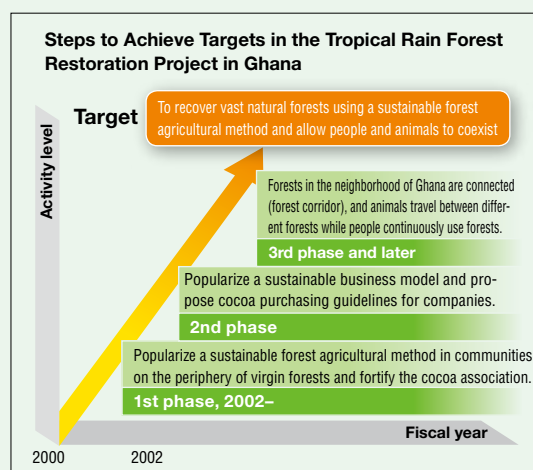 Steps to Achieve Targets in the Tropical Rain Forest
Restoration Project in Ghana
Target
To recover vast natural forests using a sustainable forest
agricultural method and allow people and animals to coexist
Activity level
Forests in the neighborhood of Ghana are connected
(forest corridor), and animals travel between differ-
ent forests while people continuously use forests.
3rd phase and later
Popularize a sustainable business model and pro-
pose cocoa purchasing guidelines for companies.
2nd phase
Popularize a sustainable forest agricultural method in communities
on the periphery of virgin forests and fortify the cocoa association.
1st phase, 2002–
Fiscal year
2000 2002